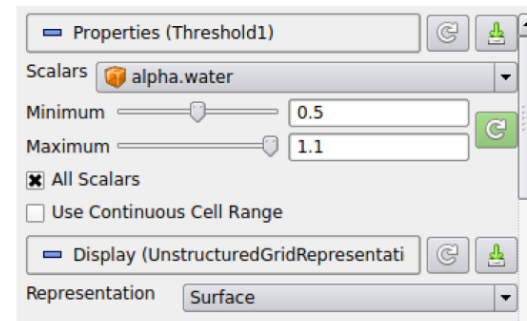 Properties (Threshold1)
Scalars alpha.water
Minimum 0.5
Maximum 1.1
All Scalars
Use Continuous Cell Range
Display (UnstructuredGridRepresentati
Representation Surface